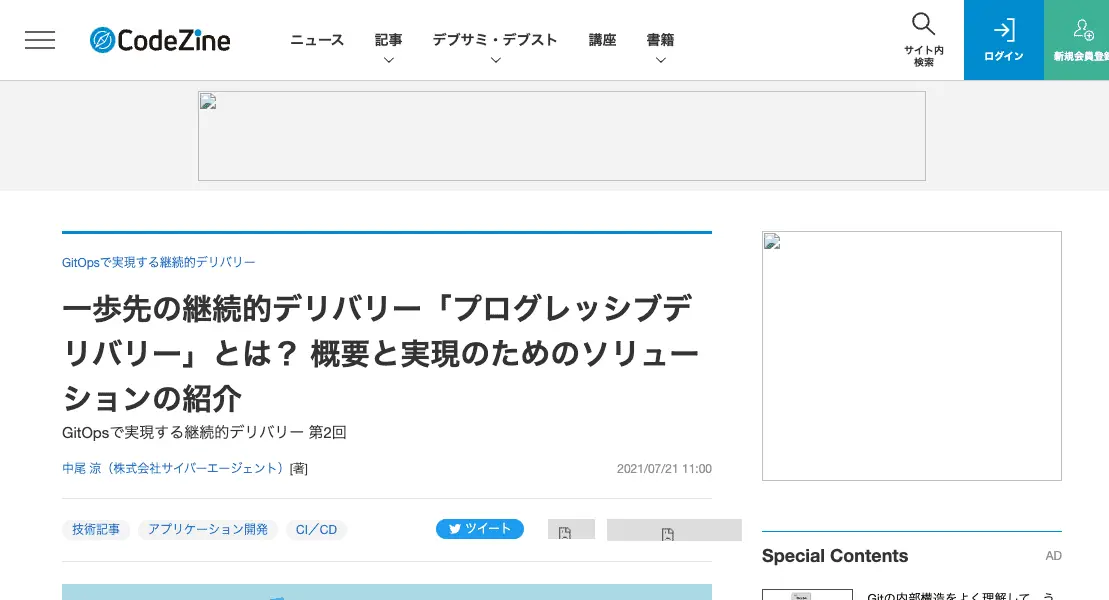 CodeZine
ニュース
記事
デブサミ・デブスト
講座
書籍
サイト内
検索
ログイン
新規会員登録
GitOpsで実現する継続的デリバリー
一歩先の継続的デリバリー「プログレッシブデ
リバリー」とは？ 概要と実現のためのソリュー
ションの紹介
GitOpsで実現する継続的デリバリー 第2回
中尾 涼（株式会社サイバーエージェント）[著]
2021/07/21 11:00
技術記事
アプリケーション開発
CI／CD
ツイート
Special Contents
AD
Gitの内部構造をよく理解して、う